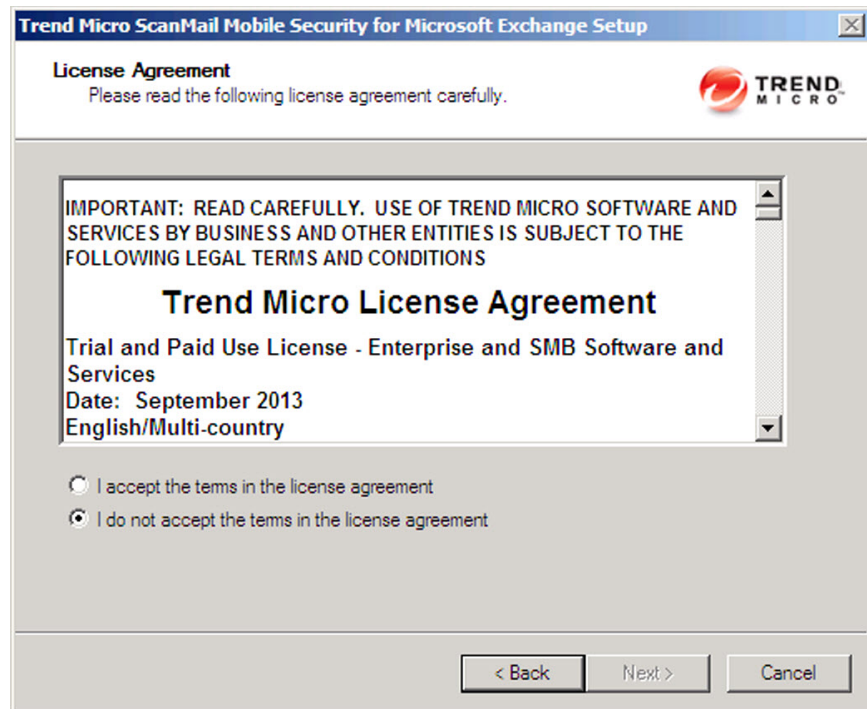 Trend Micro ScanMail Mobile Security for Microsoft Exchange Setup
License Agreement
Please read the following license agreement carefully.
TREND
MICRO™
IMPORTANT: READ CAREFULLY. USE OF TREND MICRO SOFTWARE AND
SERVICES BY BUSINESS AND OTHER ENTITIES IS SUBJECT TO THE
FOLLOWING LEGAL TERMS AND CONDITIONS
Trend Micro License Agreement
Trial and Paid Use License - Enterprise and SMB Software and
Services
Date: September 2013
English/Multi-country
I accept the terms in the license agreement
I do not accept the terms in the license agreement
< Back
Next >
Cancel